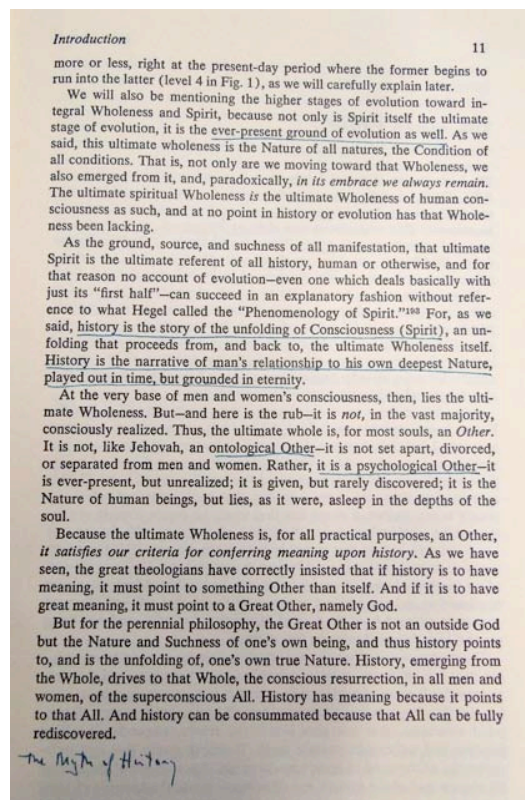 Introduction
11
more or less, right at the present-day period where the former begins to
run into the latter (level 4 in Fig. 1), as we will carefully explain later.
We will also be mentioning the higher stages of evolution toward in-
tegral Wholeness and Spirit, because not only is Spirit itself the ultimate
stage of evolution, it is the ever-present ground of evolution as well. As we
said, this ultimate wholeness is the Nature of all natures, the Condition of
all conditions. That is, not only are we moving toward that Wholeness, we
also emerged from it, and, paradoxically, in its embrace we always remain.
The ultimate spiritual Wholeness is the ultimate Wholeness of human con-
sciousness as such, and at no point in history or evolution has that Whole-
ness been lacking.
As the ground, source, and suchness of all manifestation, that ultimate
Spirit is the ultimate referent of all history, human or otherwise, and for
that reason no account of evolution—even one which deals basically with
just its "first half"—can succeed in an explanatory fashion without refer-
ence to what Hegel called the "Phenomenology of Spirit."¹⁹³ For, as we
said, history is the story of the unfolding of Consciousness (Spirit), an un-
folding that proceeds from, and back to, the ultimate Wholeness itself.
History is the narrative of man's relationship to his own deepest Nature,
played out in time, but grounded in eternity.
At the very base of men and women's consciousness, then, lies the ulti-
mate Wholeness. But—and here is the rub—it is not, in the vast majority,
consciously realized. Thus, the ultimate whole is, for most souls, an Other.
It is not, like Jehovah, an ontological Other—it is not set apart, divorced,
or separated from men and women. Rather, it is a psychological Other—it
is ever-present, but unrealized; it is given, but rarely discovered; it is the
Nature of human beings, but lies, as it were, asleep in the depths of the
soul.
Because the ultimate Wholeness is, for all practical purposes, an Other,
it satisfies our criteria for conferring meaning upon history. As we have
seen, the great theologians have correctly insisted that if history is to have
meaning, it must point to something Other than itself. And if it is to have
great meaning, it must point to a Great Other, namely God.
But for the perennial philosophy, the Great Other is not an outside God
but the Nature and Suchness of one's own being, and thus history points
to, and is the unfolding of, one's own true Nature. History, emerging from
the Whole, drives to that Whole, the conscious resurrection, in all men and
women, of the superconscious All. History has meaning because it points
to that All. And history can be consummated because that All can be fully
rediscovered.
The Myth of History